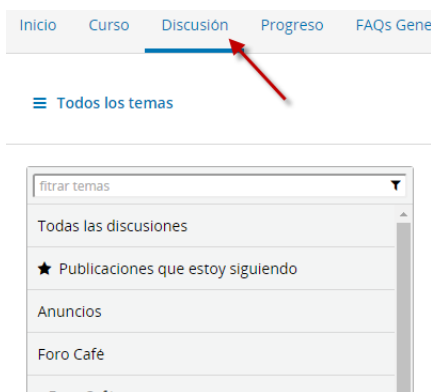 Inicio Curso Discusión Progreso FAQs Gene
Todos los temas
fitrar temas
Todas las discusiones
Publicaciones que estoy siguiendo
Anuncios
Foro Café